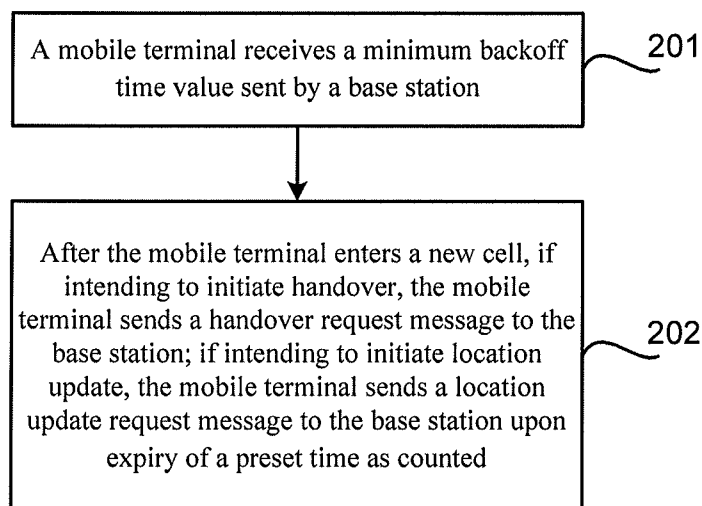 A mobile terminal receives a minimum backoff
time value sent by a base station
201
After the mobile terminal enters a new cell, if
intending to initiate handover, the mobile
terminal sends a handover request message to the
base station; if intending to initiate location
update, the mobile terminal sends a location
update request message to the base station upon
expiry of a preset time as counted
202